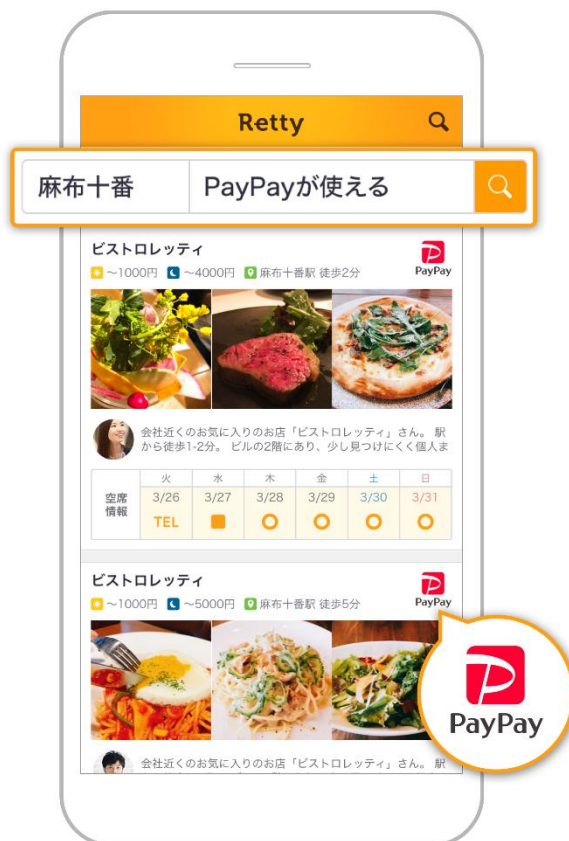 Retty
麻布十番 PayPayが使える
ビストロレッティ
PayPay
～1000円 ～4000円 麻布十番駅 徒歩2分
会社近くのお気に入りのお店「ビストロレッティ」さん。 駅
から徒歩1-2分。 ビルの2階にあり、少し見つけにくく個人ま
火 水 木 金 土 日
空席情報 3/26 3/27 3/28 3/29 3/30 3/31
TEL
ビストロレッティ
PayPay
～1000円 ～5000円 麻布十番駅 徒歩5分
PayPay
会社近くのお気に入りのお店「ビストロレッティ」さん。 駅